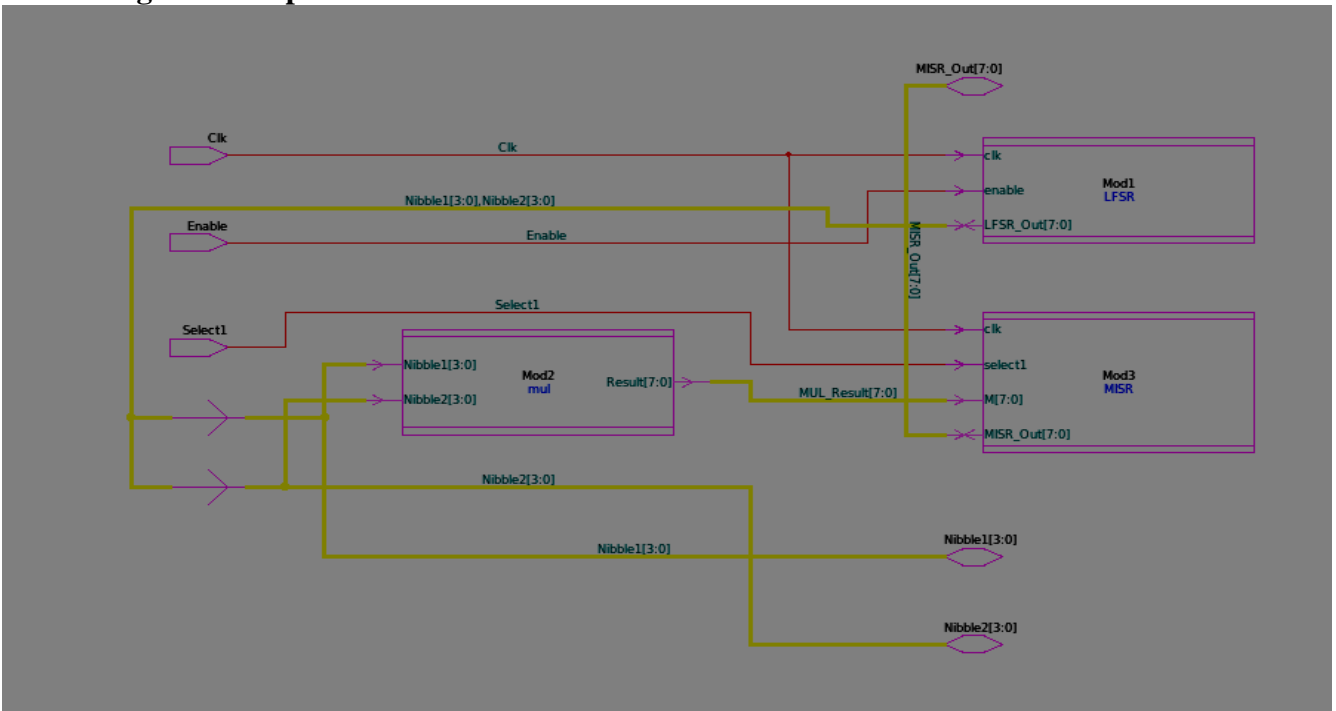 MISR_Out[7:0]
Clk
Clk
clk
Mod1
LFSR
enable
Nibble1[3:0],Nibble2[3:0]
Enable
Enable
LFSR_Out[7:0]
MISR_Out[7:0]
Select1
Select1
clk
Nibble1[3:0]
Mod2
mul
Result[7:0]
select1
Mod3
MISR
Nibble2[3:0]
MUL_Result[7:0]
M[7:0]
MISR_Out[7:0]
Nibble2[3:0]
Nibble1[3:0]
Nibble1[3:0]
Nibble2[3:0]